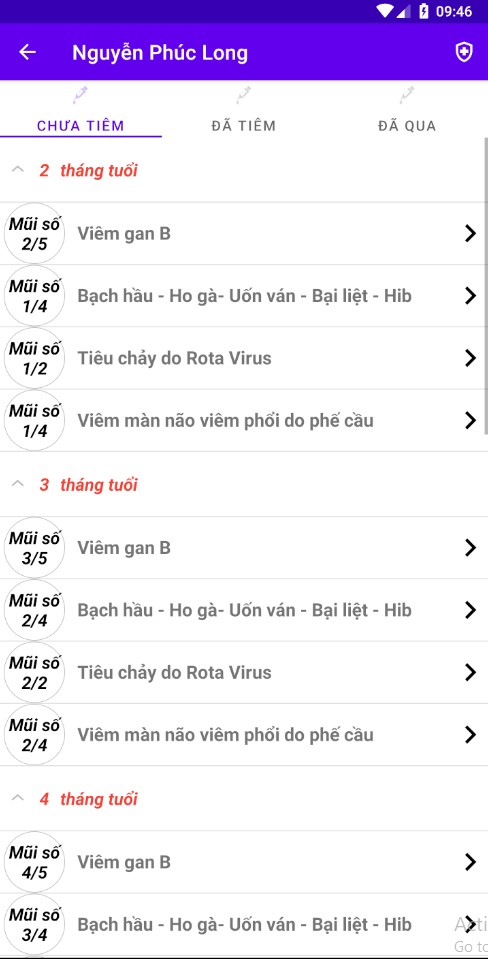 09:46
Nguyễn Phúc Long
CHƯA TIÊM
ĐÃ TIÊM
ĐÃ QUA
2 tháng tuổi
Mũi số
2/5
Viêm gan B
Mũi số
1/4
Bạch hầu - Ho gà- Uốn ván - Bại liệt - Hib
Mũi số
1/2
Tiêu chảy do Rota Virus
Mũi số
1/4
Viêm màn não viêm phổi do phế cầu
3 tháng tuổi
Mũi số
3/5
Viêm gan B
Mũi số
2/4
Bạch hầu - Ho gà- Uốn ván - Bại liệt - Hib
Mũi số
2/2
Tiêu chảy do Rota Virus
Mũi số
2/4
Viêm màn não viêm phổi do phế cầu
4 tháng tuổi
Mũi số
4/5
Viêm gan B
Mũi số
3/4
Bạch hầu - Ho gà- Uốn ván - Bại liệt - Hib
Go to